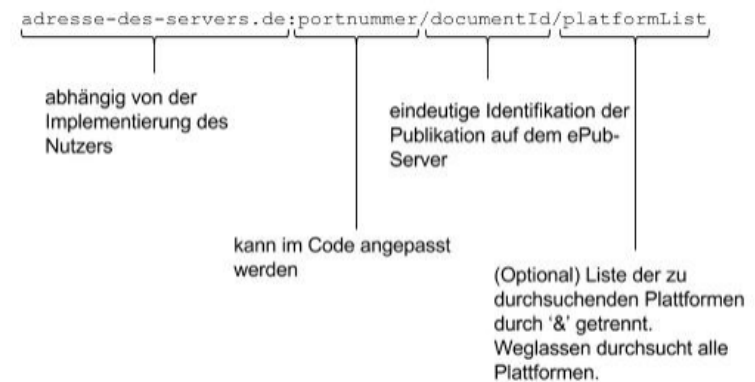 adresse-des-servers.de:portnummer/documentId/platformList
abhängig von der
Implementierung des
Nutzers
eindeutige Identifikation der
Publikation auf dem ePub-
Server
kann im Code angepasst
werden
(Optional) Liste der zu
durchsuchenden Plattformen
durch ‘&’ getrennt.
Weglassen durchsucht alle
Plattformen.